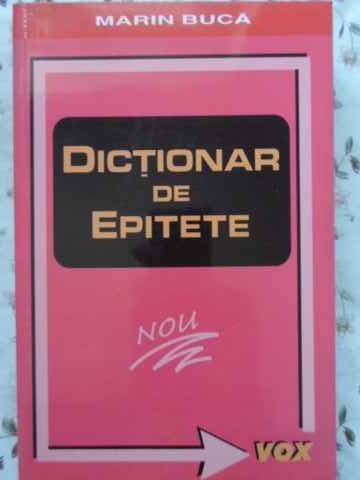 MARIN BUCĂ
DICȚIONAR
DE
EPITETE
NOU
VOX